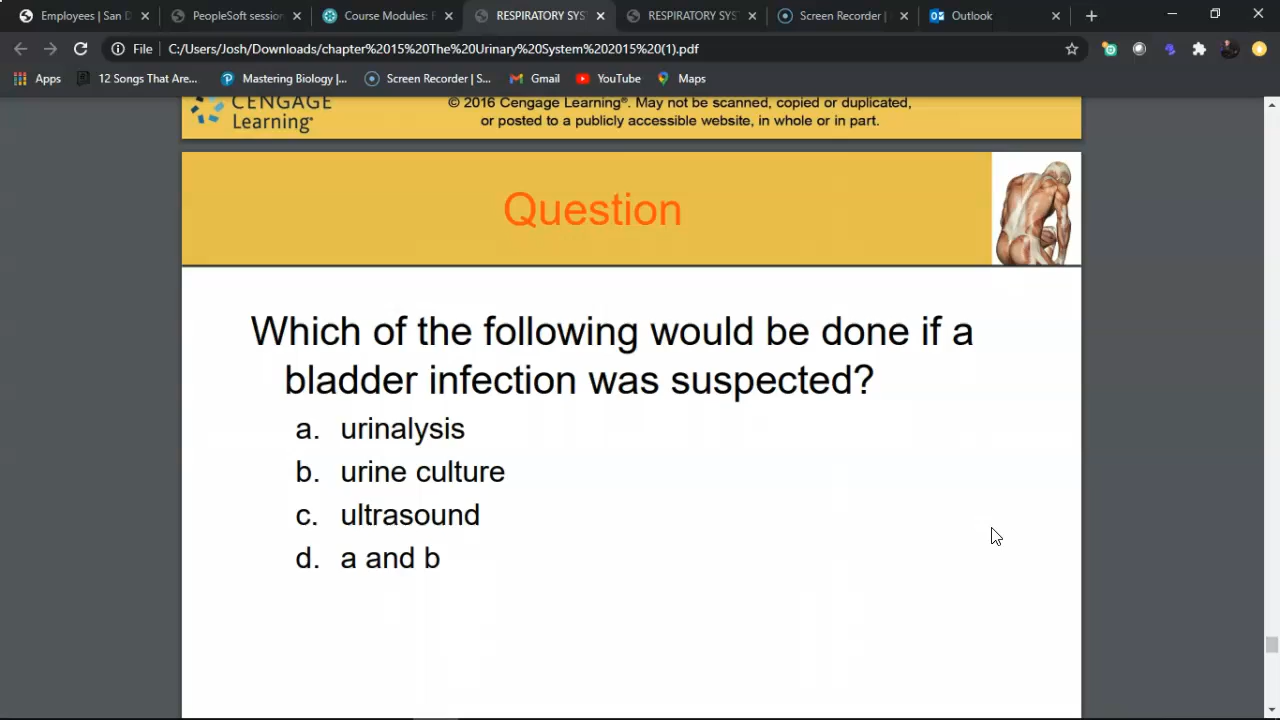 Employees | San D
PeopleSoft session
Course Modules: F
RESPIRATORY SYS
RESPIRATORY SYST
Screen Recorder |
Outlook
File
C:/Users/Josh/Downloads/chapter%2015%20The%20Urinary%20System%202015%20(1).pdf
Apps
12 Songs That Are...
Mastering Biology |...
Screen Recorder | S...
Gmail
YouTube
Maps
CENGAGE
Learning®
© 2016 Cengage Learning®. May not be scanned, copied or duplicated,
or posted to a publicly accessible website, in whole or in part.
Question
Which of the following would be done if a
bladder infection was suspected?
a. urinalysis
b. urine culture
c. ultrasound
d. a and b